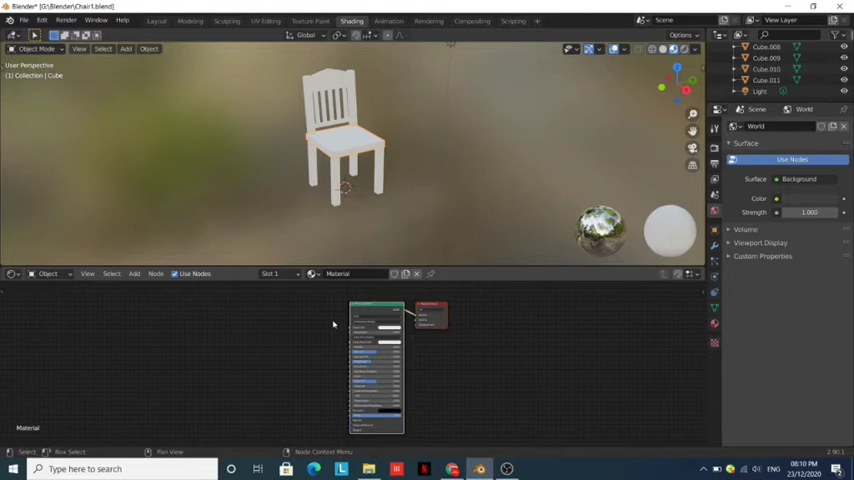 Blender* [G:\Blender\Chair1.blend]
File Edit Render Window Help Layout Modeling Sculpting UV Editing Texture Paint Shading Animation Rendering Compositing Scripting Scene View Layer
Global Options
Object Mode View Select Add Object
User Perspective
(1) Collection | Cube
Cube.008
Cube.009
Cube.010
Cube.011
Light
Scene World
World
Surface
Use Nodes
Surface Background
Color
Strength 1.000
Volume
Viewport Display
Custom Properties
Object View Select Add Node Use Nodes Slot 1 Material
Material
Select Box Select Pan View Node Context Menu 2.90.1
Type here to search
ENG
08:10 PM
23/12/2020